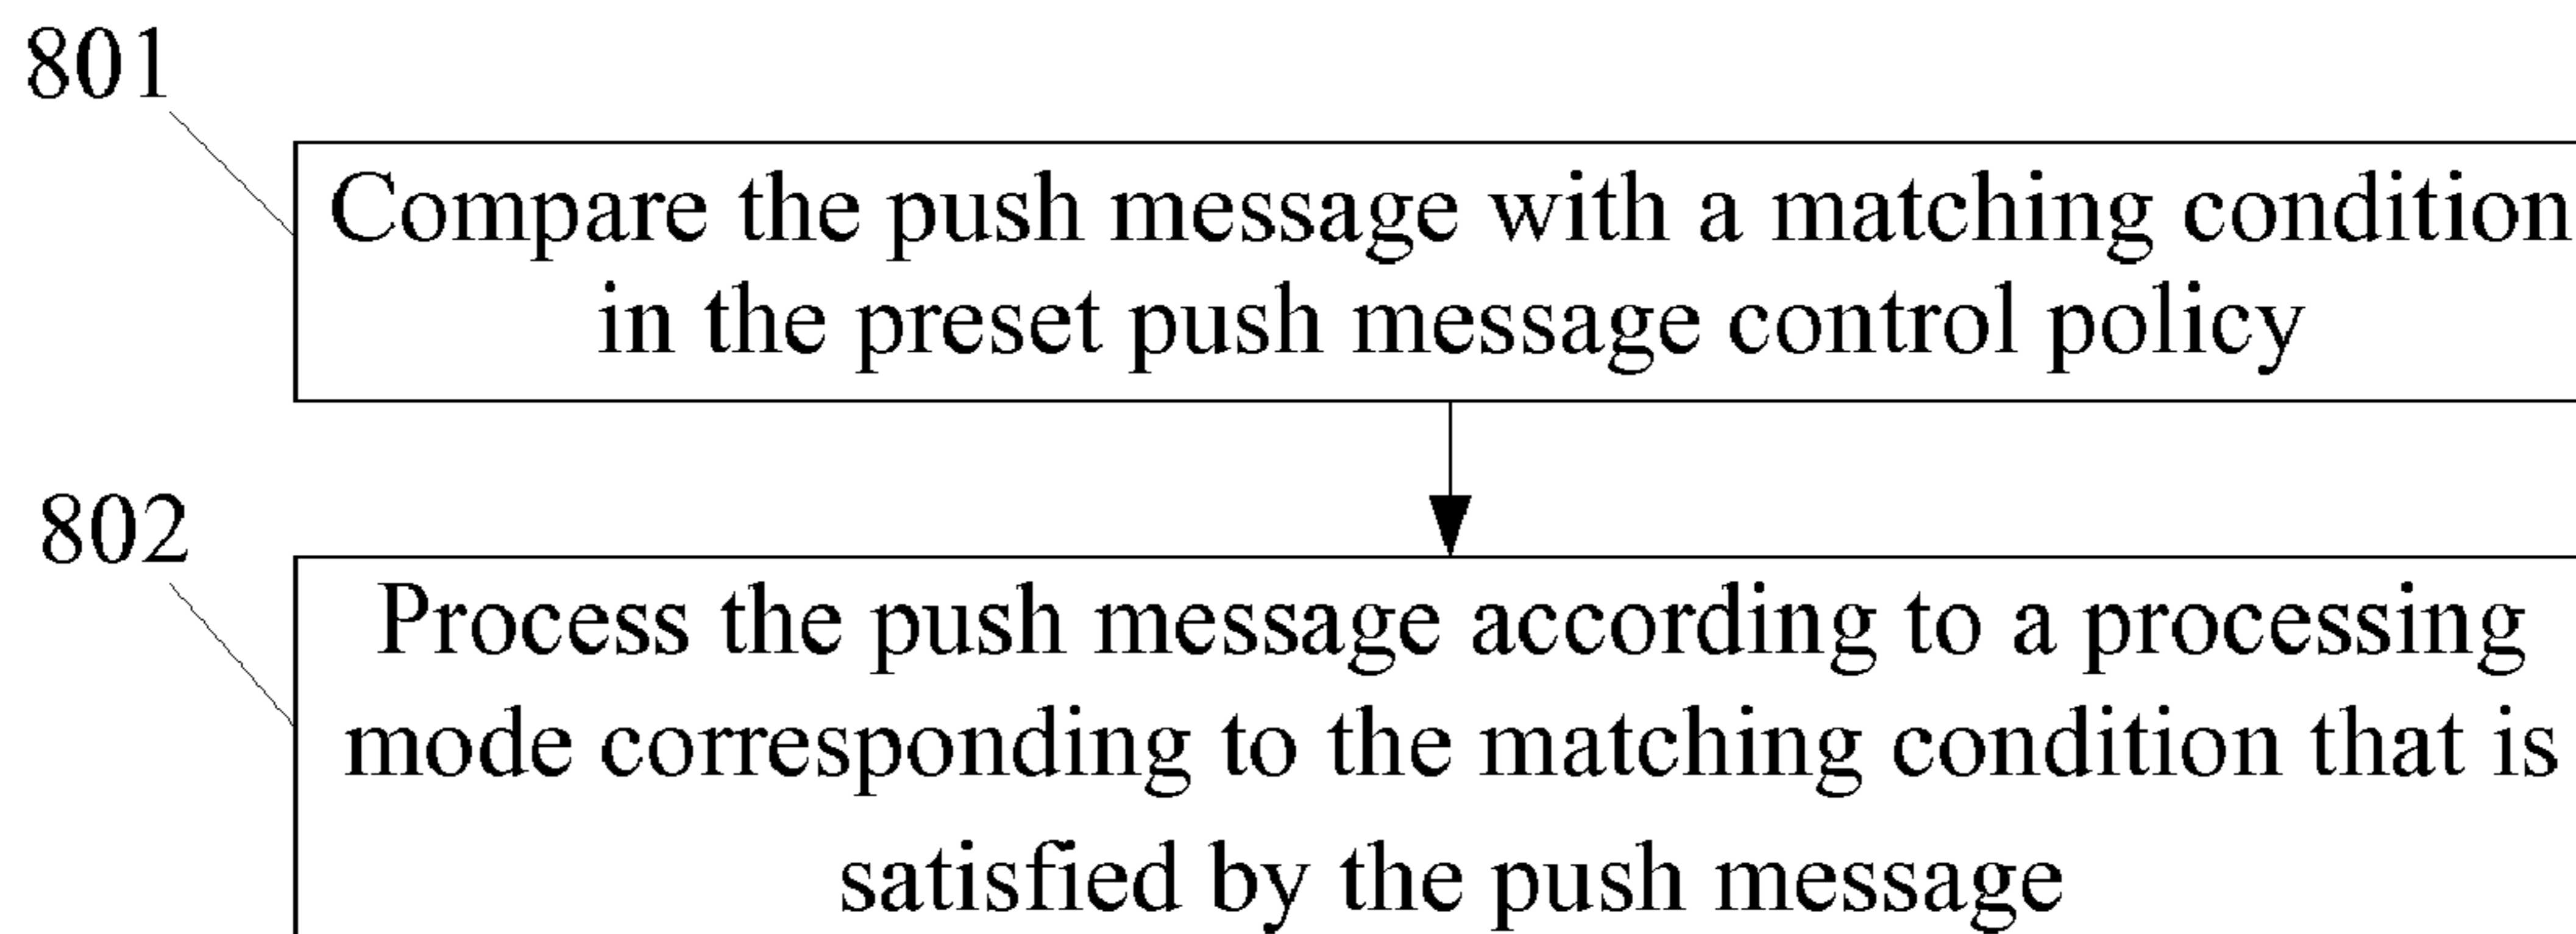 801
Compare the push message with a matching condition
in the preset push message control policy
802
Process the push message according to a processing
mode corresponding to the matching condition that is
satisfied by the push message